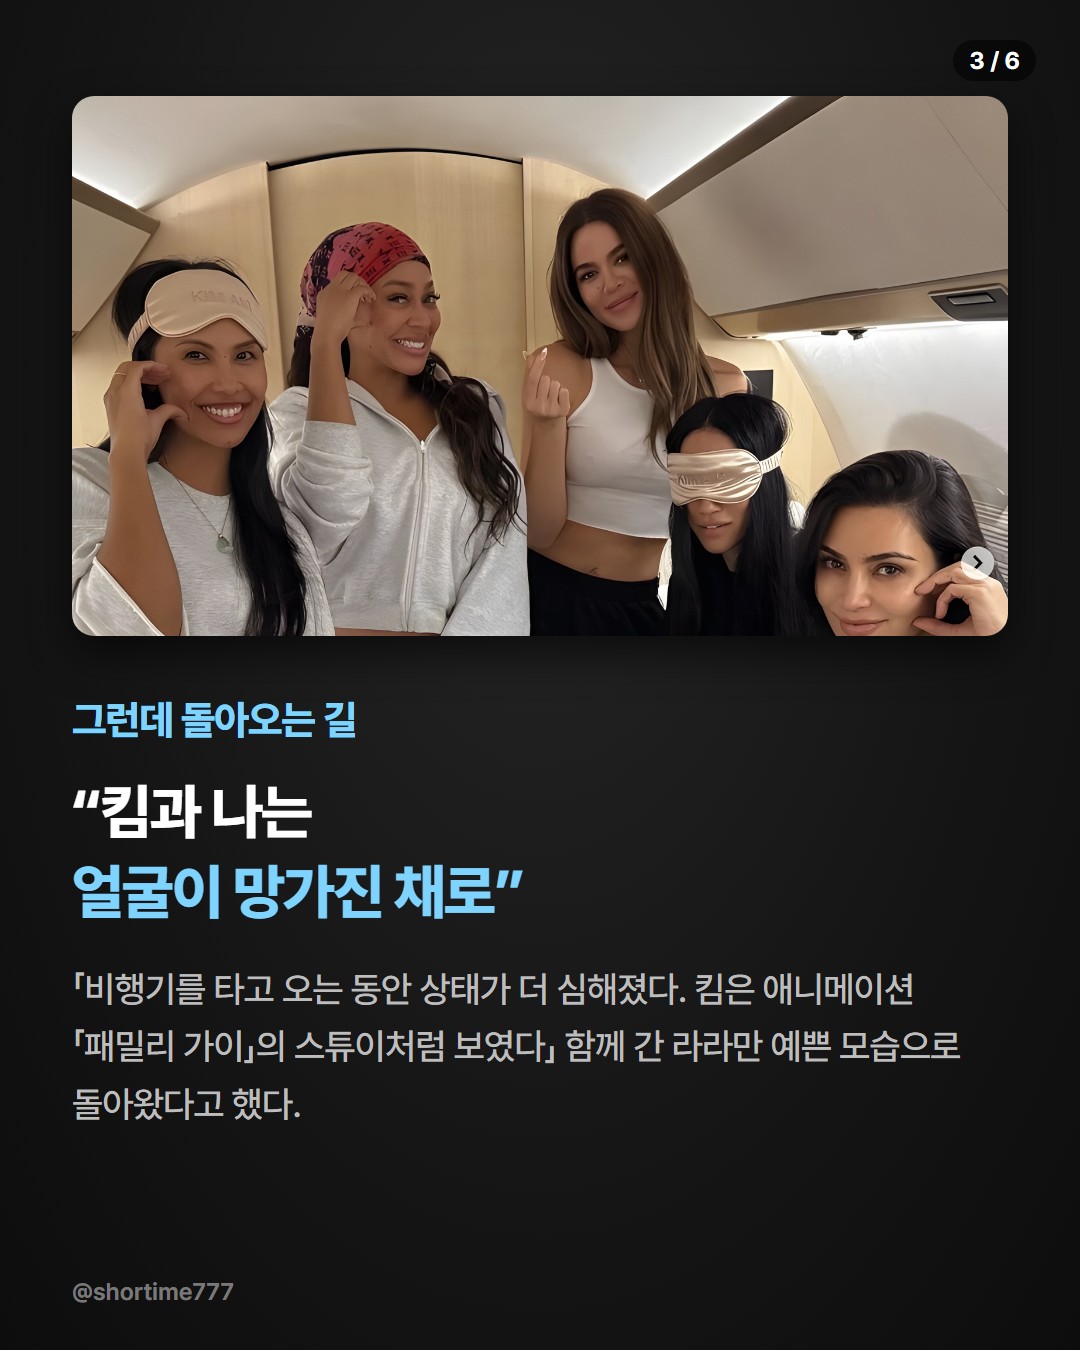 3 / 6
KIM AN
그런데 돌아오는 길
“킴과 나는
얼굴이 망가진 채로”
「비행기를 타고 오는 동안 상태가 더 심해졌다. 킴은 애니메이션
「패밀리 가이」의 스튜이처럼 보였다」 함께 간 라라만 예쁜 모습으로
돌아왔다고 했다.
@shortime777